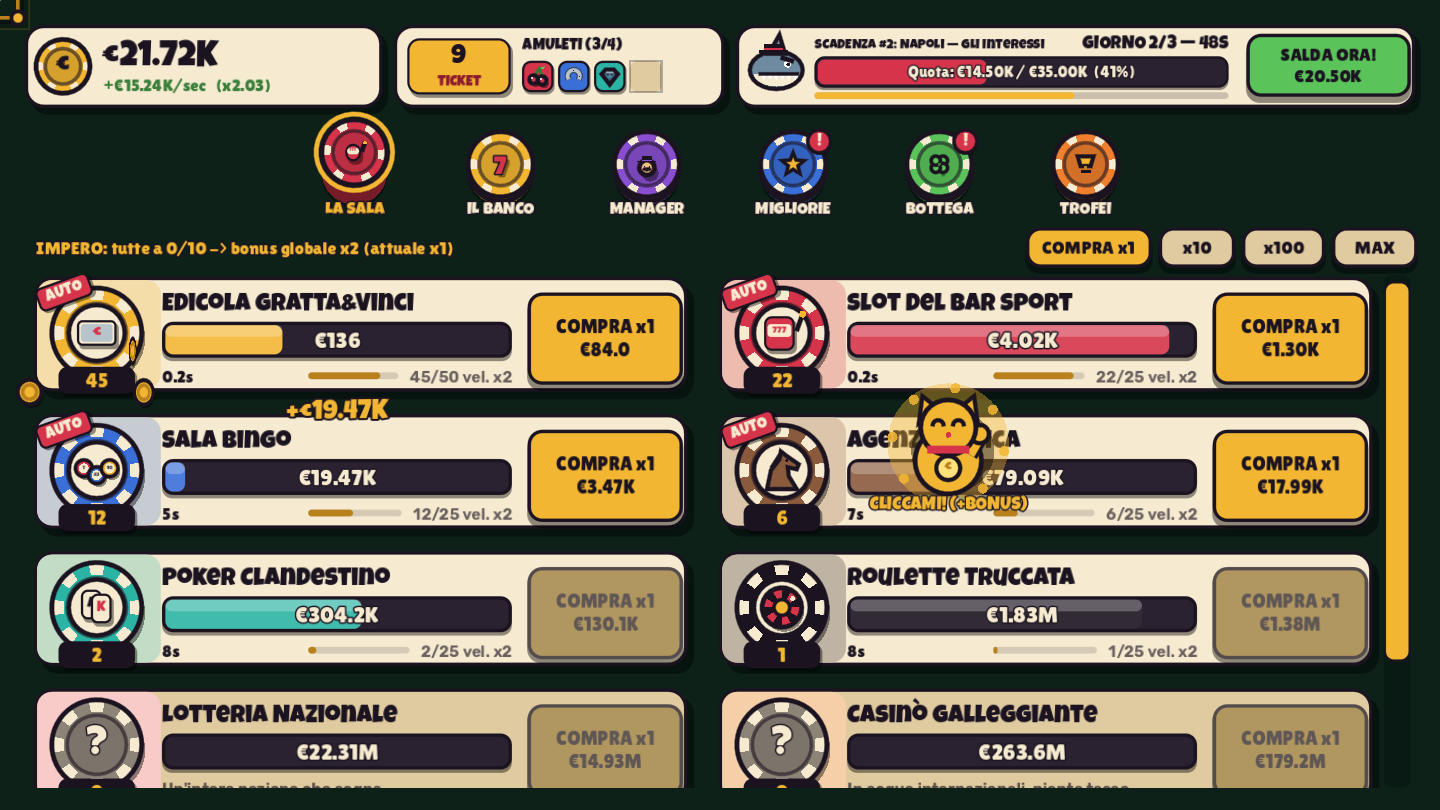 €21.72K
+€15.24K/sec (x2.03)
9
TICKET
AMULETI (3/4)
SCADENZA #2: NAPOLI — GLI INTERESSI
GIORNO 2/3 — 48S
Quota: €14.50K / €35.00K (41%)
SALDA ORA!
€20.50K
7
LA SALA
IL BANCO
MANAGER
! MIGLIORIE
! BOTTEGA
TROFEI
IMPERO: tutte a 0/10 -> bonus globale x2 (attuale x1)
COMPRA x1
x10
x100
MAX
AUTO
EDICOLA GRATTA&VINCI
€136
45
0.2s
45/50 vel. x2
COMPRA x1
€84.0
AUTO
SLOT DEL BAR SPORT
777
€4.02K
22
0.2s
22/25 vel. x2
COMPRA x1
€1.30K
+€19.47K
AUTO
SALA BINGO
€19.47K
12
5s
12/25 vel. x2
COMPRA x1
€3.47K
AUTO
€79.09K
CLICCAMI! (+BONUS)
6
7s
6/25 vel. x2
COMPRA x1
€17.99K
POKER CLANDESTINO
K
€304.2K
2
8s
2/25 vel. x2
COMPRA x1
€130.1K
ROULETTE TRUCCATA
€1.83M
1
8s
1/25 vel. x2
COMPRA x1
€1.38M
?
LOTTERIA NAZIONALE
€22.31M
COMPRA x1
€14.93M
?
CASINÒ GALLEGGIANTE
€263.6M
COMPRA x1
€179.2M